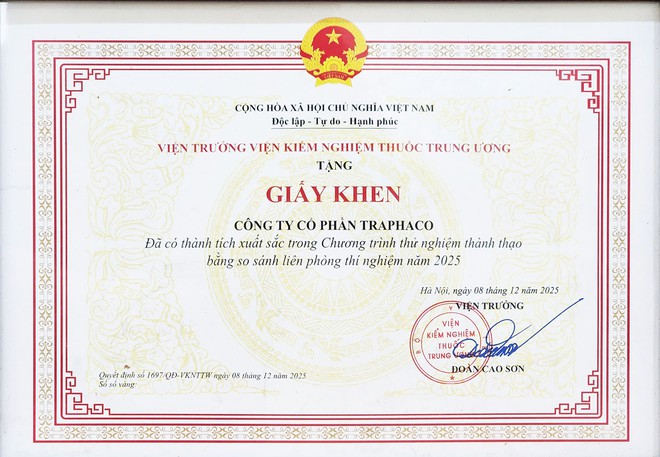 CỘNG HÒA XÃ HỘI CHỦ NGHĨA VIỆT NAM
Độc lập - Tự do - Hạnh phúc
VIỆN TRƯỞNG VIỆN KIỂM NGHIỆM THUỐC TRUNG ƯƠNG
TẶNG
GIẤY KHEN
CÔNG TY CỔ PHẦN TRAPHACO
Đã có thành tích xuất sắc trong Chương trình thử nghiệm thành thạo
bằng so sánh liên phòng thí nghiệm năm 2025
Hà Nội, ngày 08 tháng 12 năm 2025
VIỆN TRƯỞNG
VIỆN
KIỂM NGHIỆM
THUỐC
TRUNG ƯƠNG
ĐOÀN CAO SƠN
Quyết định số 1697/QĐ-VKNTTW ngày 08 tháng 12 năm 2025
Số sổ vàng: